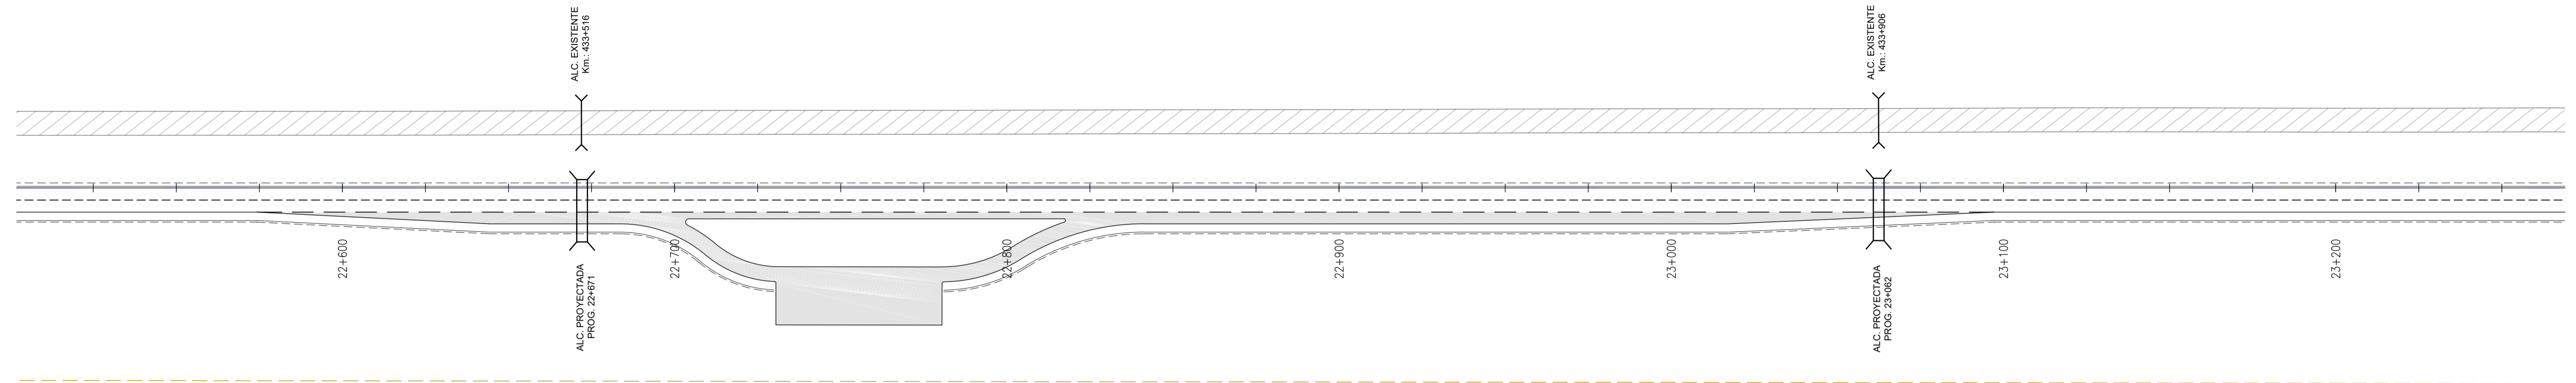 ALC. EXISTENTE
Km.: 433+516
ALC. EXISTENTE
Km.: 433+906
22+600
22+700
22+800
22+900
23+000
23+100
23+200
ALC. PROYECTADA
PROG. 22+671
ALC. PROYECTADA
PROG. 23+062